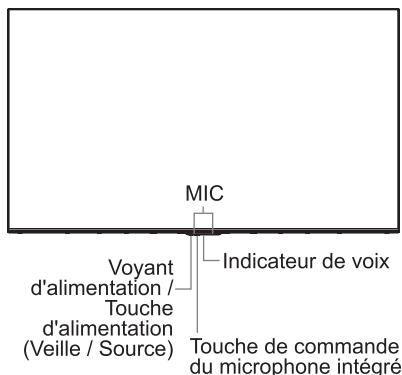 MIC
Indicateur de voix
Voyant
d'alimentation /
Touche
d'alimentation
(Veille / Source)
Touche de commande
du microphone intégré